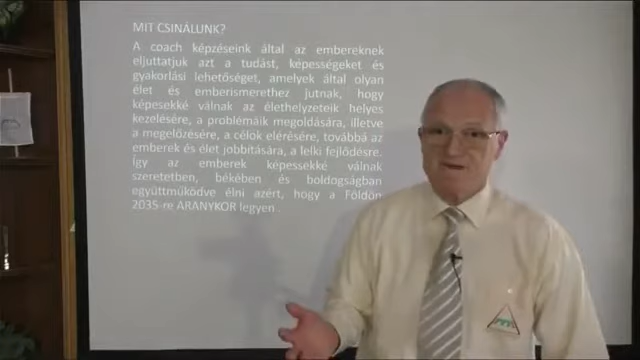 MIT CSINÁLUNK?
A coach képzéseink által az embereknek
eljuttatjuk azt a tudást, képességeket és
gyakorlási lehetőséget, amelyek által olyan
élet és emberismerethez jutnak, hogy
képesekké válnak az élethelyzeteik helyes
kezelésére, a problémáik megoldására, illetve
a megelőzésére, a célok elérésére, továbbá az
emberek és élet jobbítására, a lelki fejlődésre.
Így az emberek képessekké válnak
szeretetben, békében és boldogságban
együttműködve élni azért, hogy a Földön
2035-re ARANYKOR legyen .